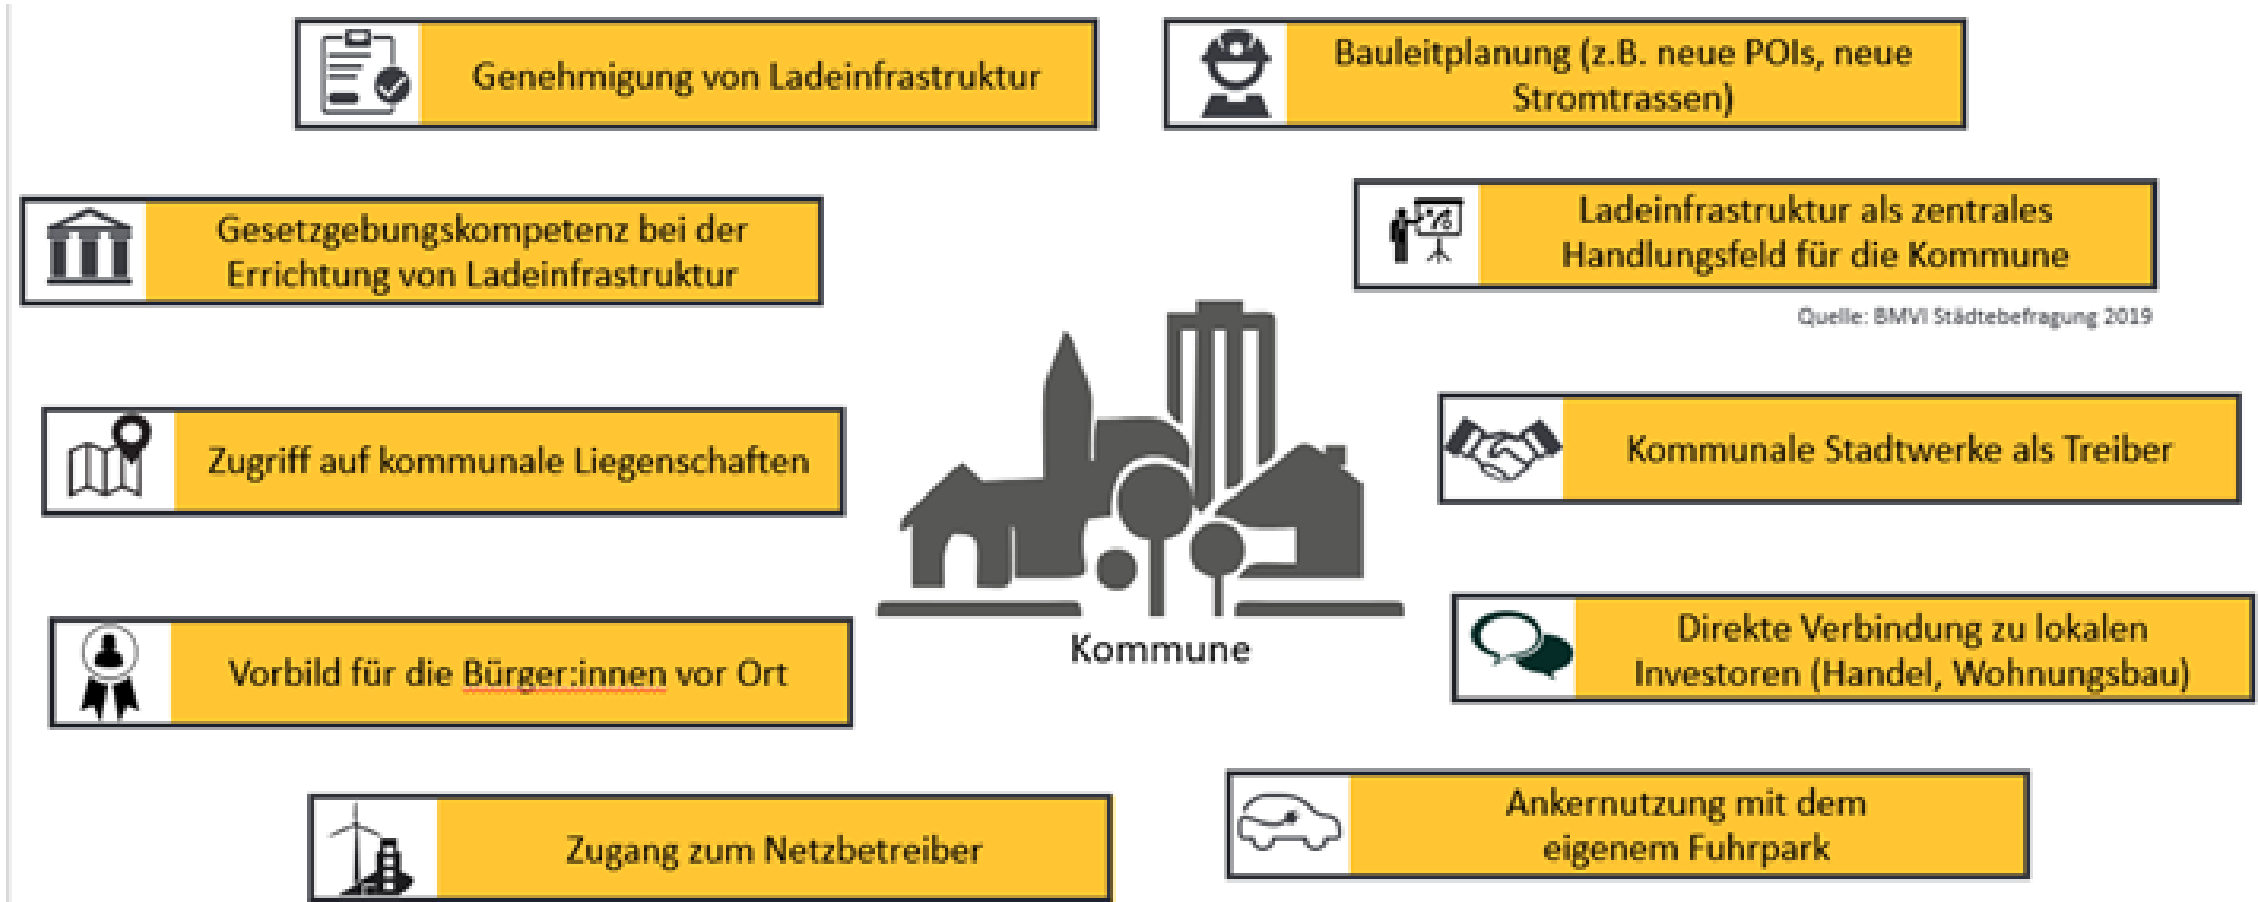 Genehmigung von Ladeinfrastruktur
Bauleitplanung (z.B. neue POIs, neue
Stromtrassen)
Gesetzgebungskompetenz bei der
Errichtung von Ladeinfrastruktur
Ladeinfrastruktur als zentrales
Handlungsfeld für die Kommune
Quelle: BMVI Städtebefragung 2019
Zugriff auf kommunale Liegenschaften
Kommunale Stadtwerke als Treiber
Kommune
Vorbild für die Bürger:innen vor Ort
Direkte Verbindung zu lokalen
Investoren (Handel, Wohnungsbau)
Zugang zum Netzbetreiber
Ankernutzung mit dem
eigenem Fuhrpark